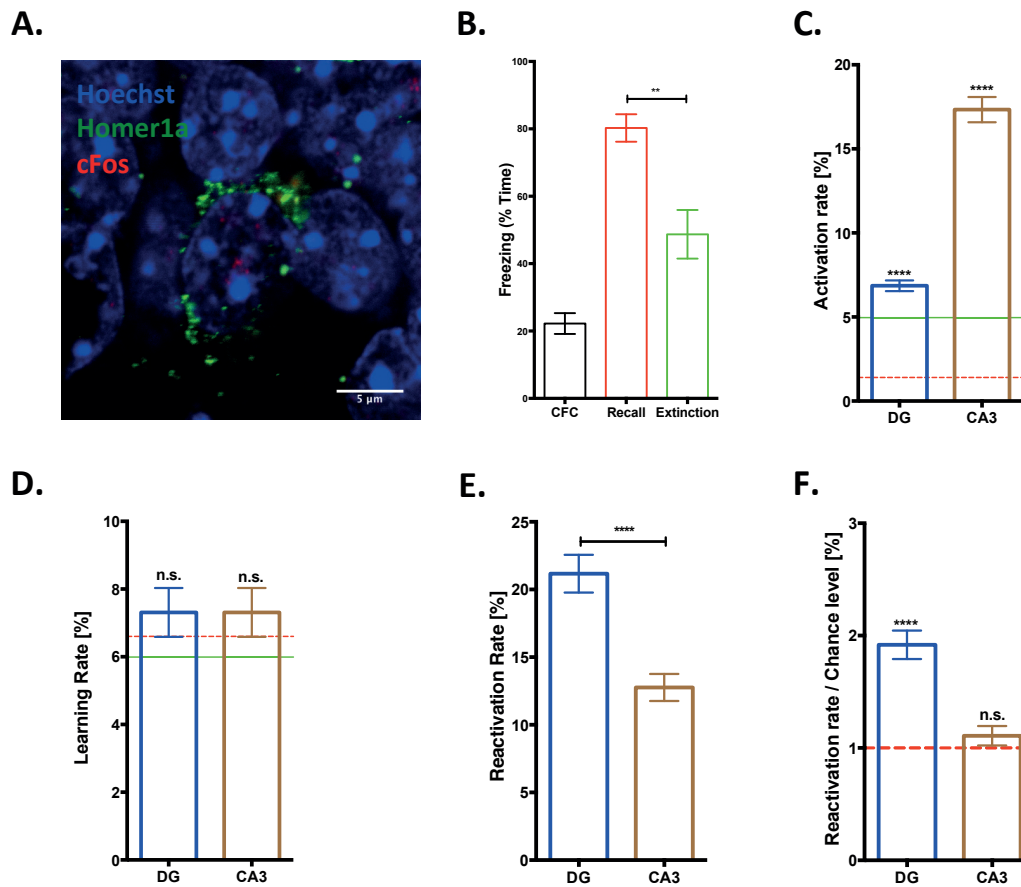 A.
Hoechst
Homer1a
cFos
5 µm
B.
Freezing (% Time)
100
80
60
40
20
0
**
CFC Recall Extinction
C.
Activation rate [%]
20
15
10
5
0
****
****
DG CA3
D.
Learning Rate [%]
10
8
6
4
2
0
n.s. n.s.
DG CA3
E.
Reactivation Rate [%]
25
20
15
10
5
0
****
DG CA3
F.
Reactivation rate / Chance level [%]
3
2
1
0
****
n.s.
DG CA3